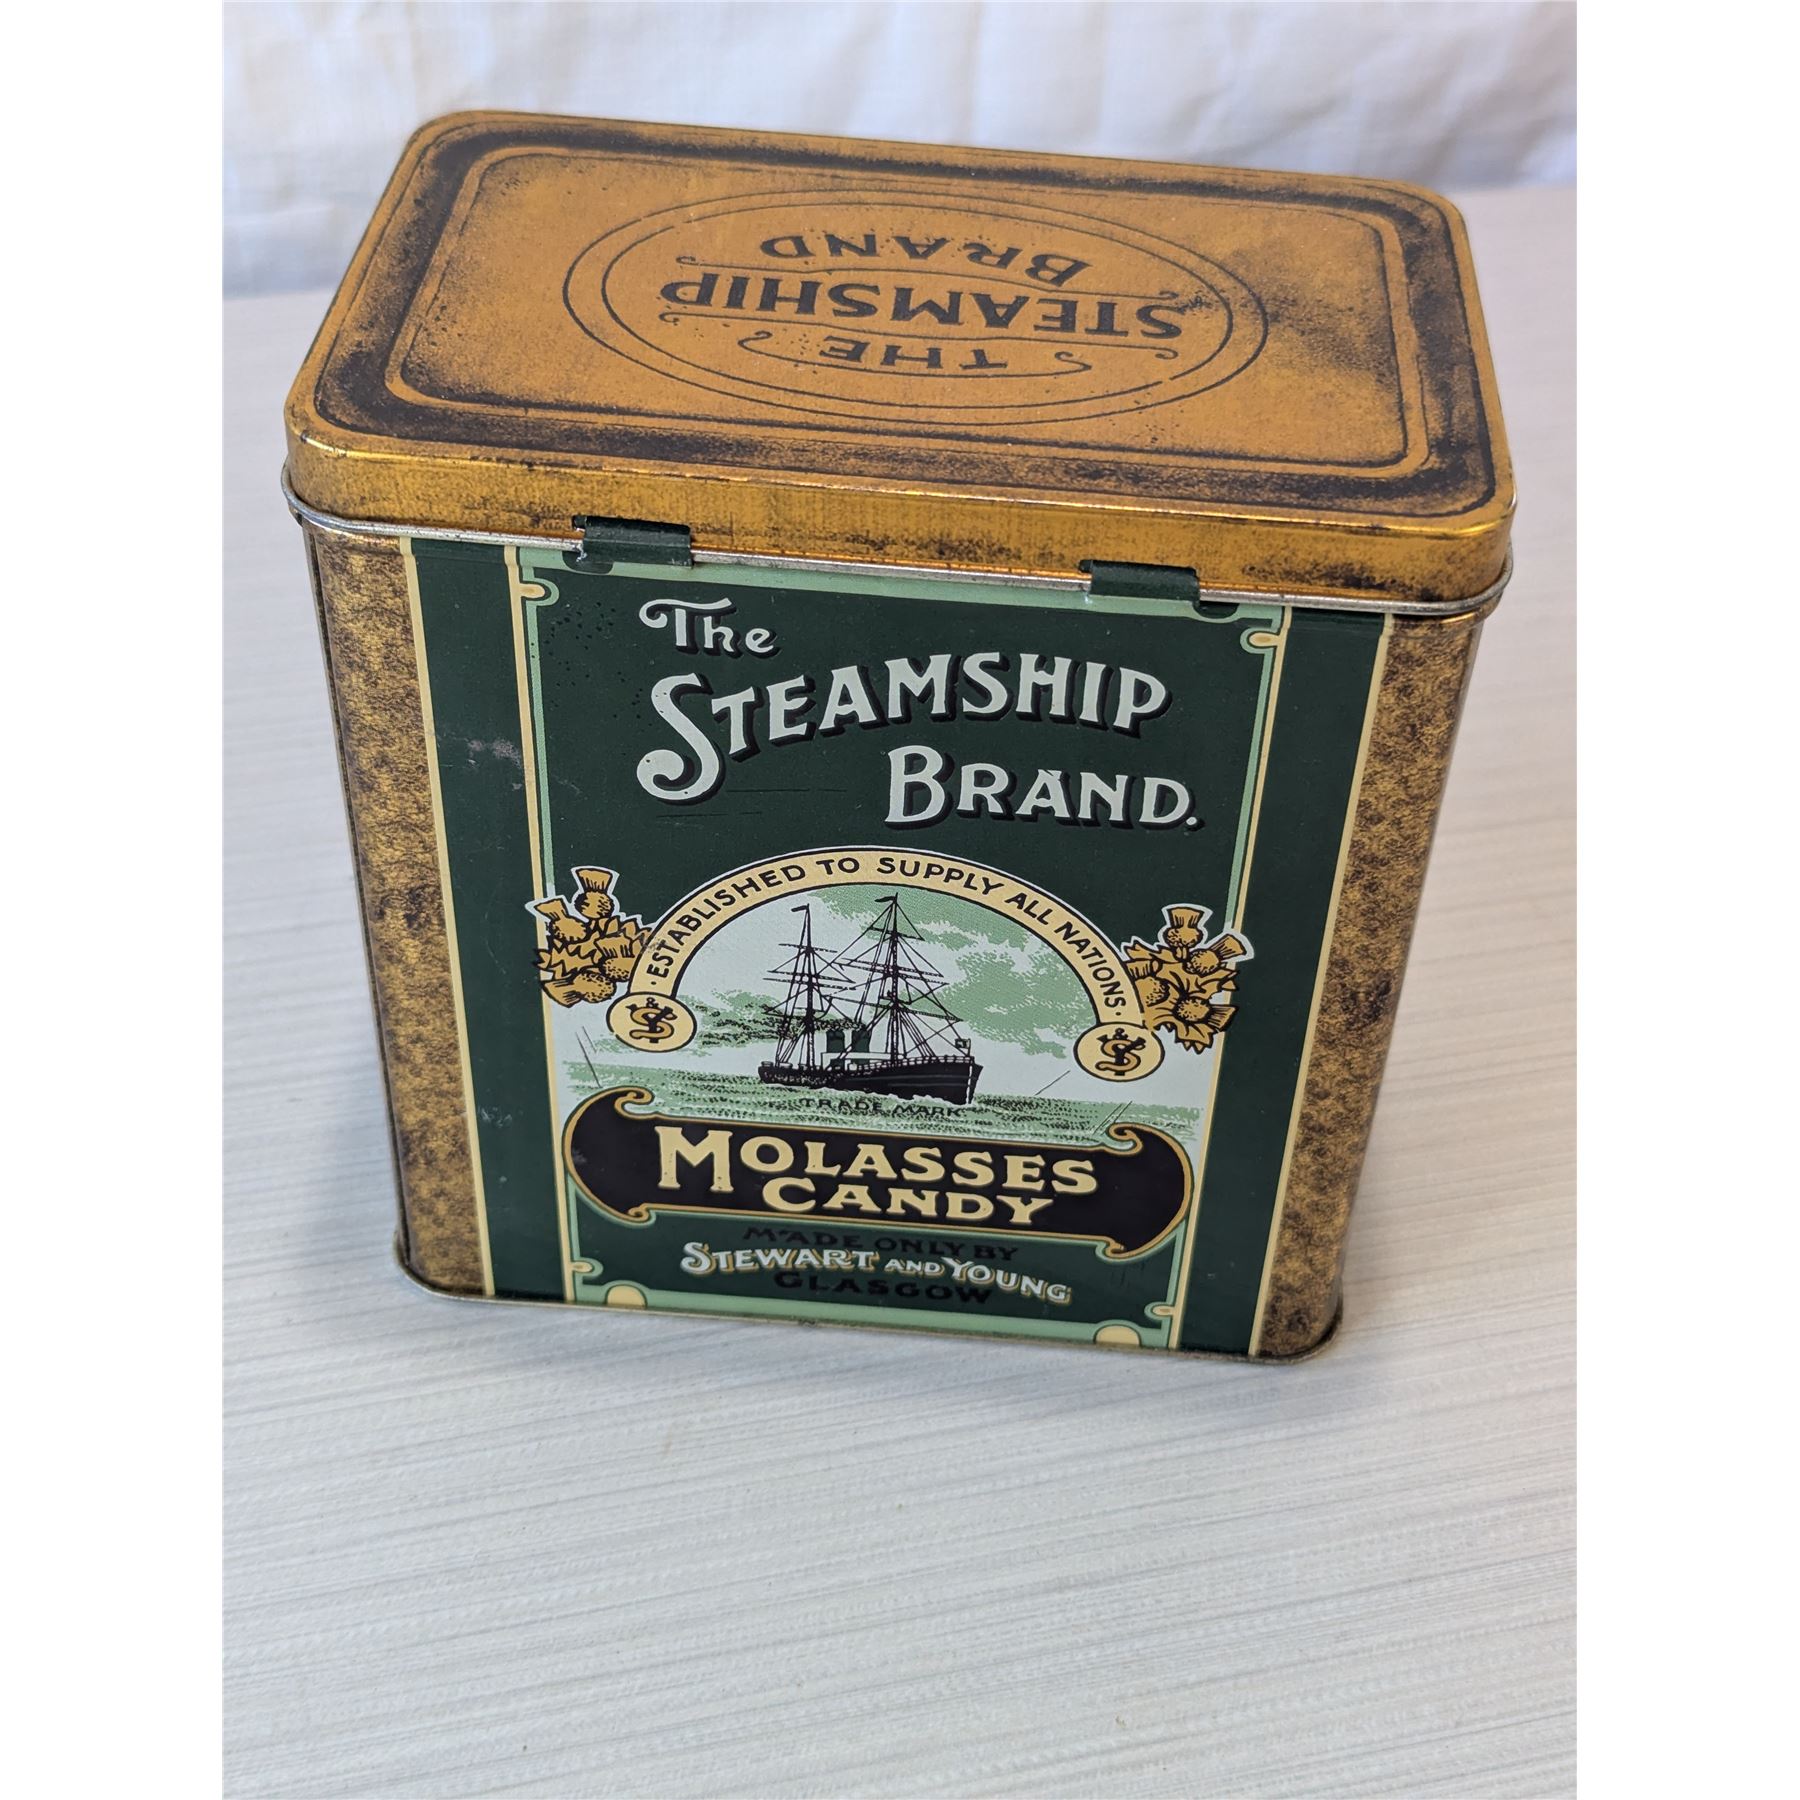 THE
STEAMSHIP
BRAND
The
STEAMSHIP
BRAND.
· ESTABLISHED TO SUPPLY ALL NATIONS ·
S&Y
S&Y
TRADE MARK
MOLASSES
CANDY
MADE ONLY BY
STEWART AND YOUNG
GLASGOW